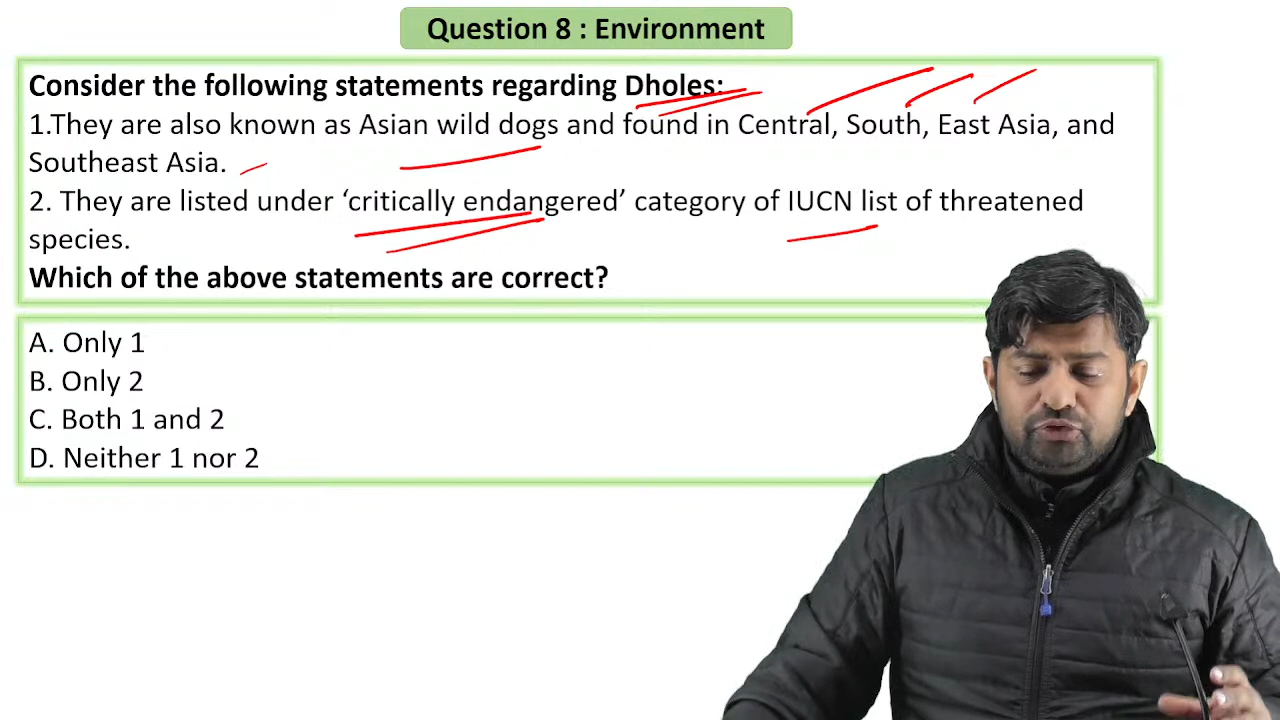 Question 8 : Environment
Consider the following statements regarding Dholes:
1.They are also known as Asian wild dogs and found in Central, South, East Asia, and
Southeast Asia.
2. They are listed under ‘critically endangered’ category of IUCN list of threatened
species.
Which of the above statements are correct?
A. Only 1
B. Only 2
C. Both 1 and 2
D. Neither 1 nor 2